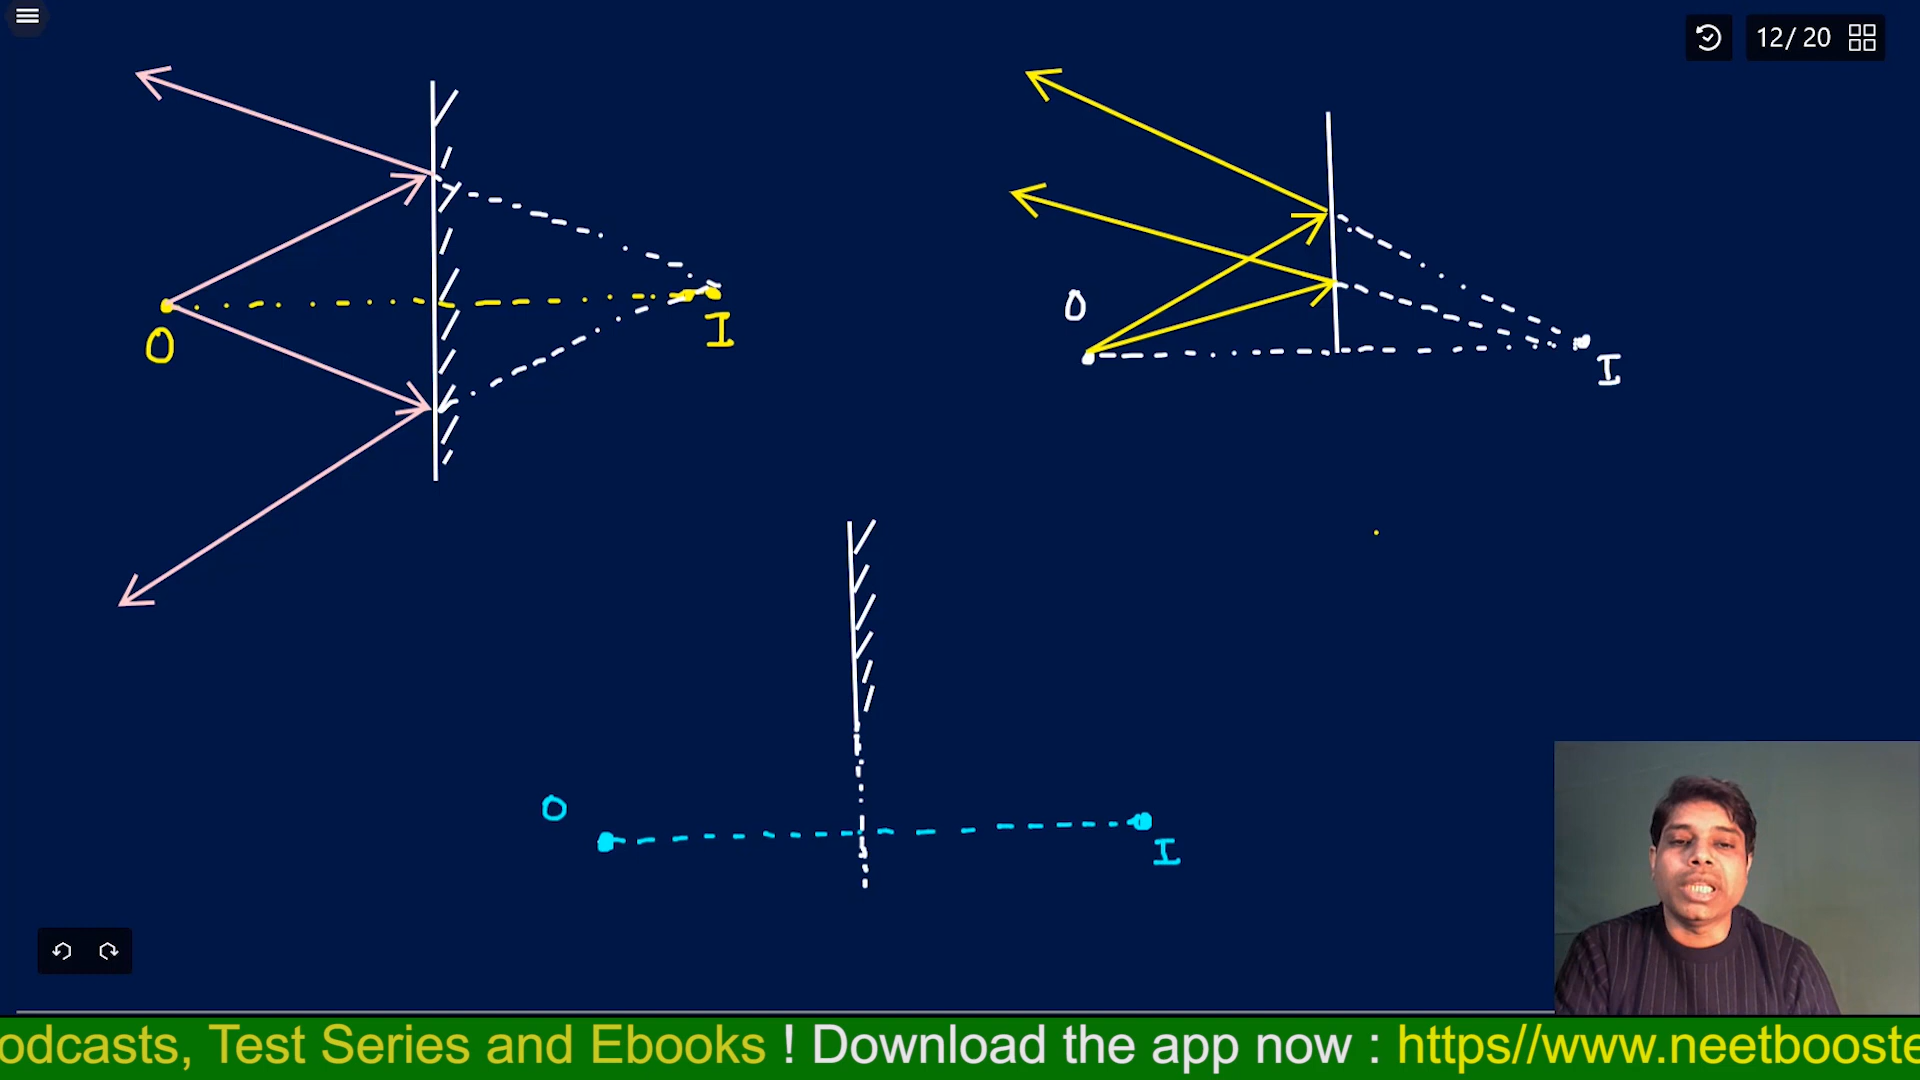 12/ 20
O
I
O
I
O
I
odcasts, Test Series and Ebooks ! Download the app now : https//www.neetbooste